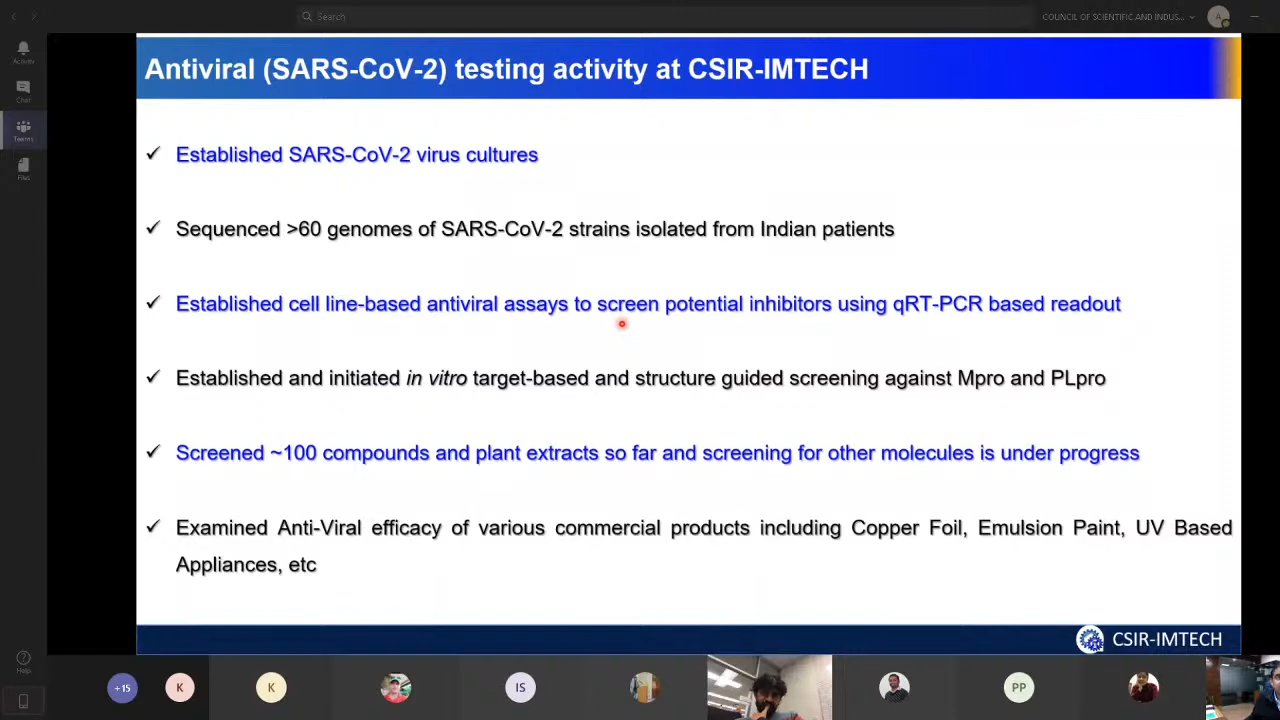 Search
COUNCIL OF SCIENTIFIC AND INDUS...
A
Activity
Chat
Teams
Files
Help
Antiviral (SARS-CoV-2) testing activity at CSIR-IMTECH
Established SARS-CoV-2 virus cultures
Sequenced >60 genomes of SARS-CoV-2 strains isolated from Indian patients
Established cell line-based antiviral assays to screen potential inhibitors using qRT-PCR based readout
Established and initiated in vitro target-based and structure guided screening against Mpro and PLpro
Screened ~100 compounds and plant extracts so far and screening for other molecules is under progress
Examined Anti-Viral efficacy of various commercial products including Copper Foil, Emulsion Paint, UV Based
Appliances, etc
CSIR-IMTECH
+15
K
K
IS
PP